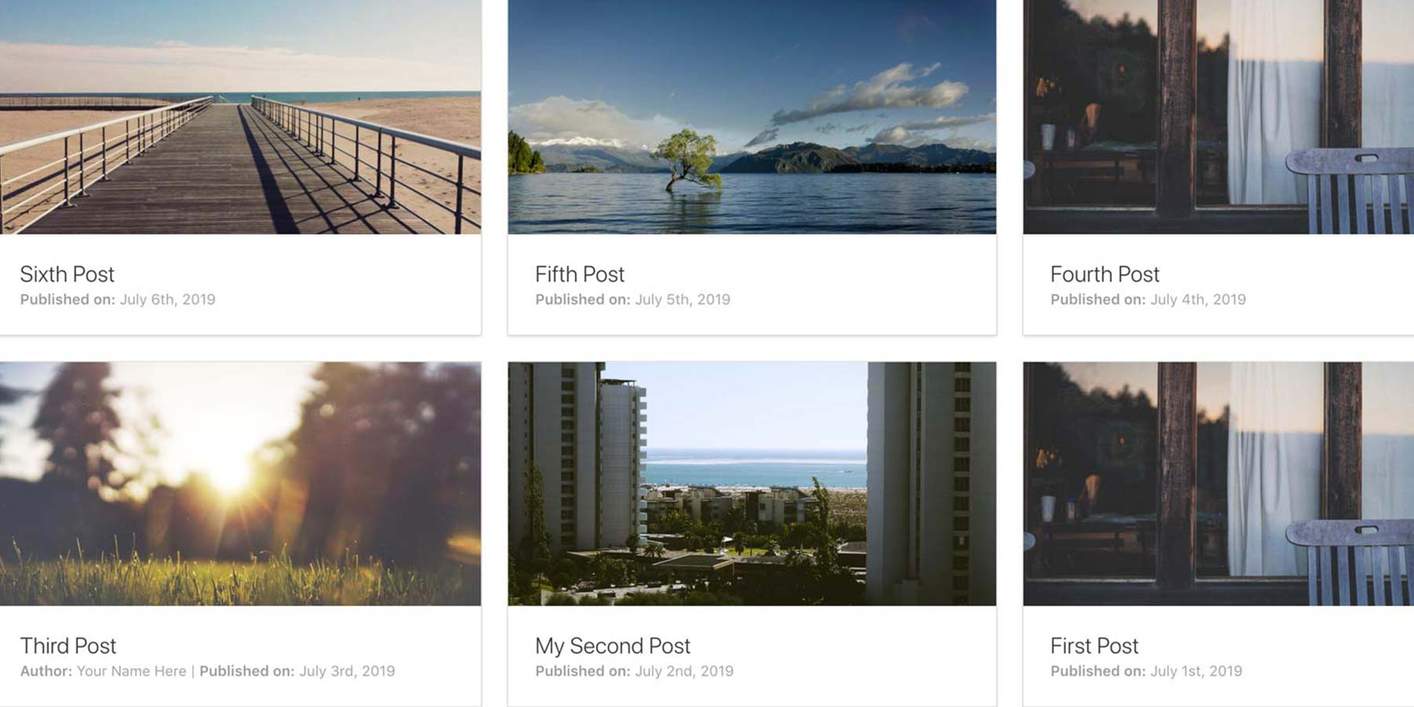 Sixth Post
Published on: July 6th, 2019
Fifth Post
Published on: July 5th, 2019
Fourth Post
Published on: July 4th, 2019
Third Post
Author: Your Name Here | Published on: July 3rd, 2019
My Second Post
Published on: July 2nd, 2019
First Post
Published on: July 1st, 2019